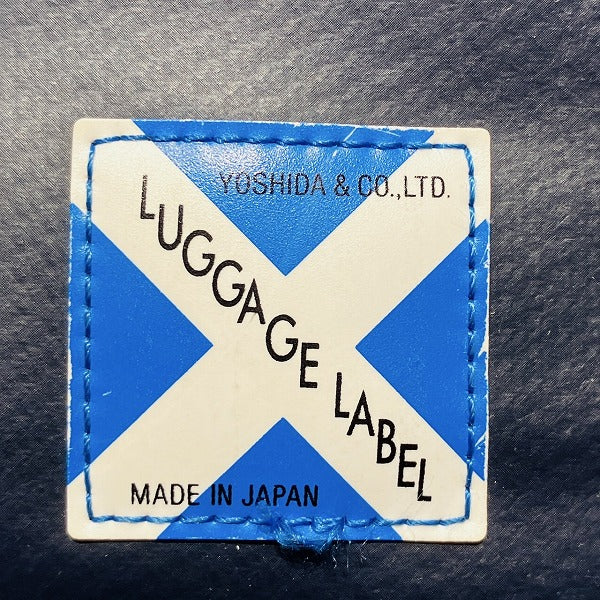 YOSHIDA & CO.,LTD.
LUGGAGE LABEL
MADE IN JAPAN